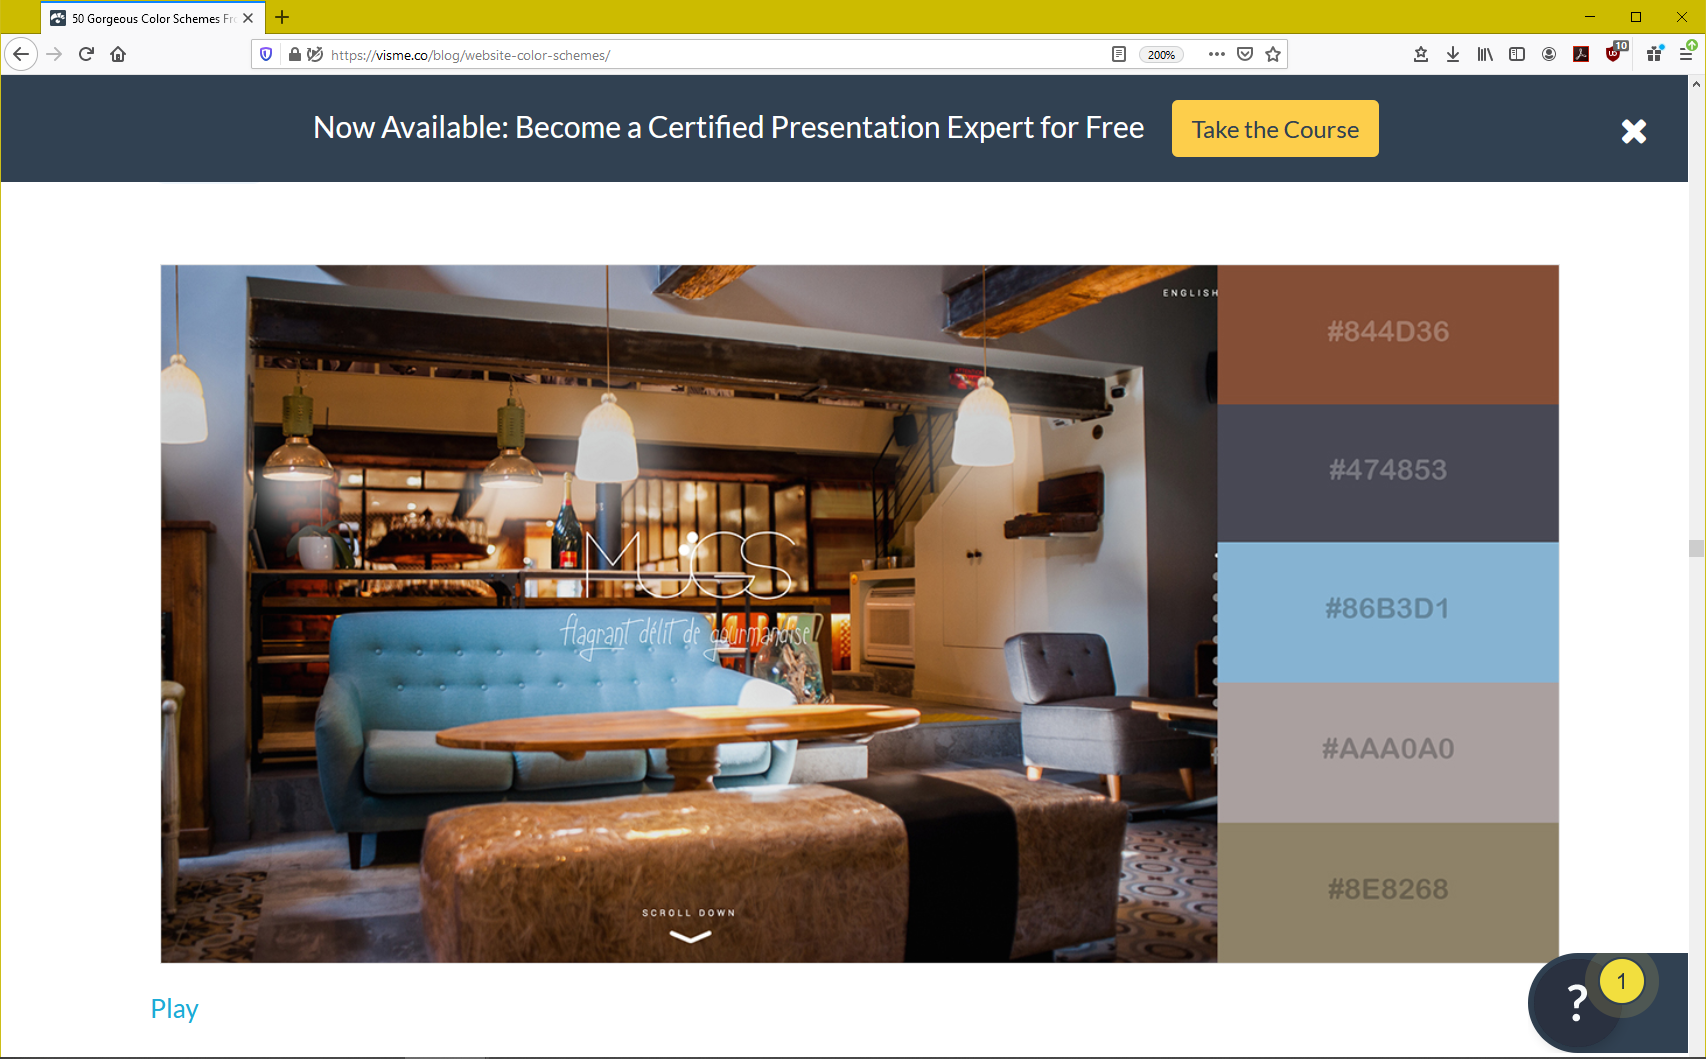 50 Gorgeous Color Schemes Fr
https://visme.co/blog/website-color-schemes/
200%
10
Now Available: Become a Certified Presentation Expert for Free
Take the Course
ENGLISH
#844D36
#474853
MUGS
#86B3D1
flagrant délit de gourmandise
#AAA0A0
#8E8268
SCROLL DOWN
Play
?
1